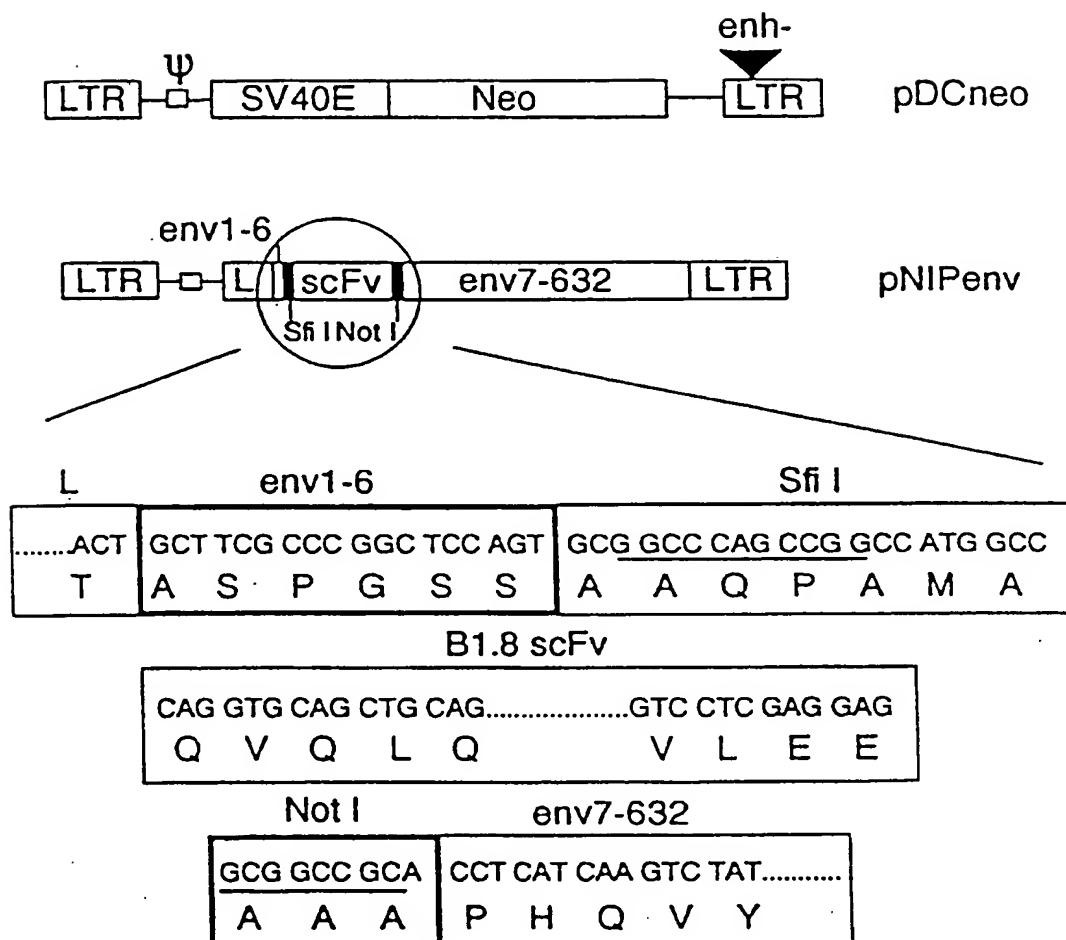 enh-
Ψ
LTR SV40E Neo LTR pDCneo
env1-6
LTR L scFv env7-632 LTR pNIPenv
Sfi I Not I
L env1-6 Sfi I
........ACT GCT TCG CCC GGC TCC AGT GCG GCC CAG CCG GCC ATG GCC
T A S P G S S A A Q P A M A
B1.8 scFv
CAG GTG CAG CTG CAG....................GTC CTC GAG GAG
Q V Q L Q V L E E
Not I env7-632
GCG GCC GCA CCT CAT CAA GTC TAT............
A A A P H Q V Y